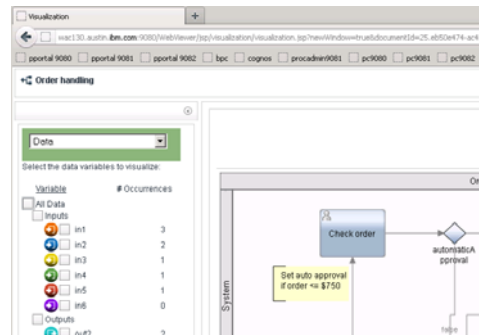 Visualization
wac130.austin.ibm.com:9080/WebViewer/jsp/visualization/visualization.jsp?newWindow=true&documentId=25.eb50e474-ac4
pportal 9080 pportal 9081 pportal 9082 bpc cognos procadmin9081 pc9080 pc9081 pc9082
Order handling
Data
Select the data variables to visualize:
Variable # Occurrences
All Data
Inputs
in1 3
in2 2
in3 1
in4 1
in5 1
in6 0
Outputs
out2 2
Or
System
Check order
automaticA
pproval
Set auto approval
if order <= $750
false